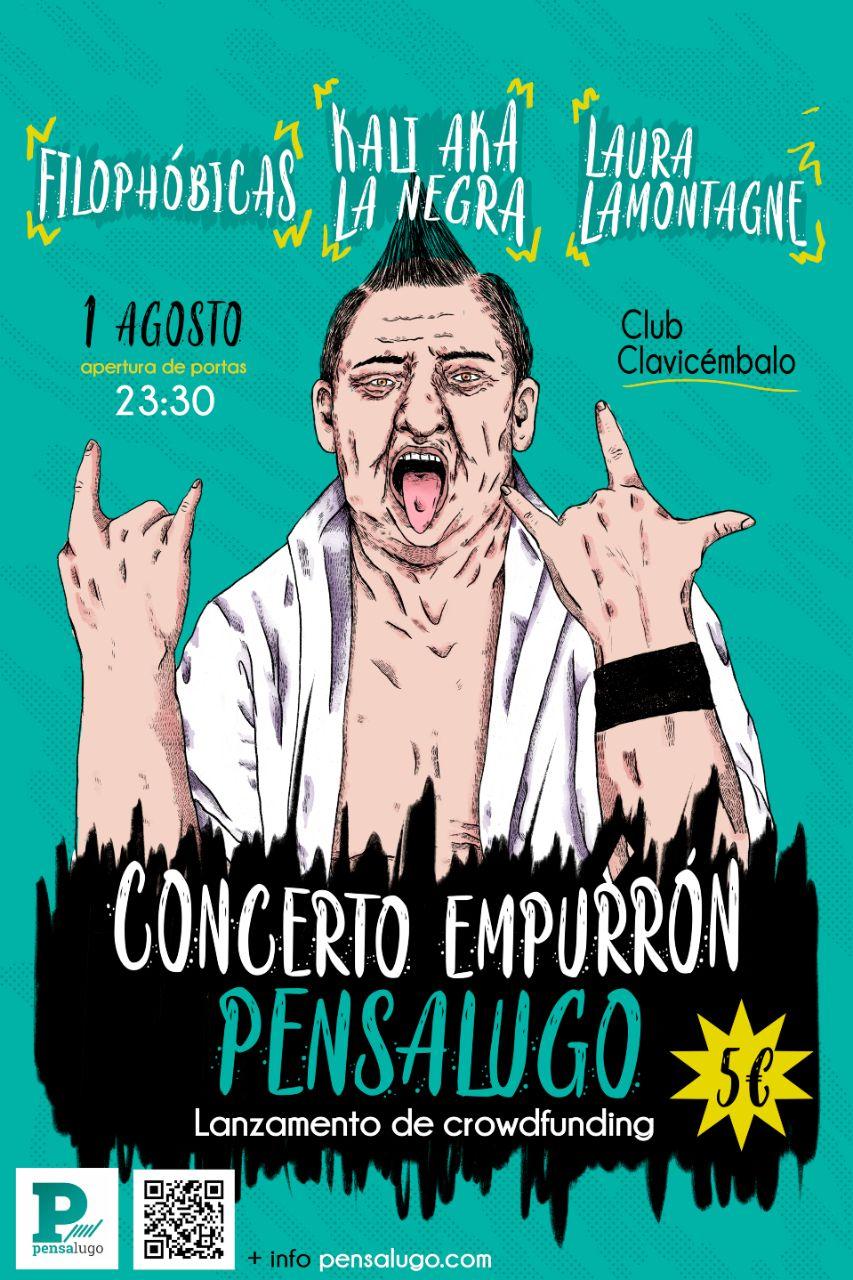 FILOPHÓBICAS
KALI AKA
LA NEGRA
LAURA
LAMONTAGNE
1 AGOSTO
apertura de portas
23:30
Club
Clavicémbalo
CONCERTO EMPURRÓN
PENSALUGO
5€
Lanzamento de crowdfunding
P
pensalugo
+ info pensalugo.com